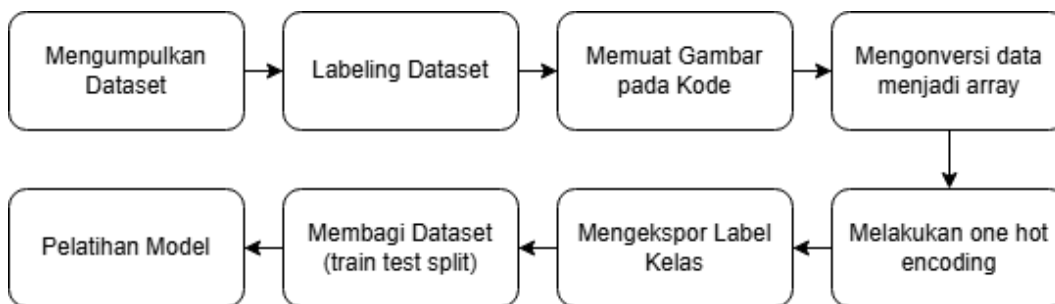 Mengumpulkan
Dataset
Labeling Dataset
Memuat Gambar
pada Kode
Mengonversi data
menjadi array
Melakukan one hot
encoding
Mengekspor Label
Kelas
Membagi Dataset
(train test split)
Pelatihan Model